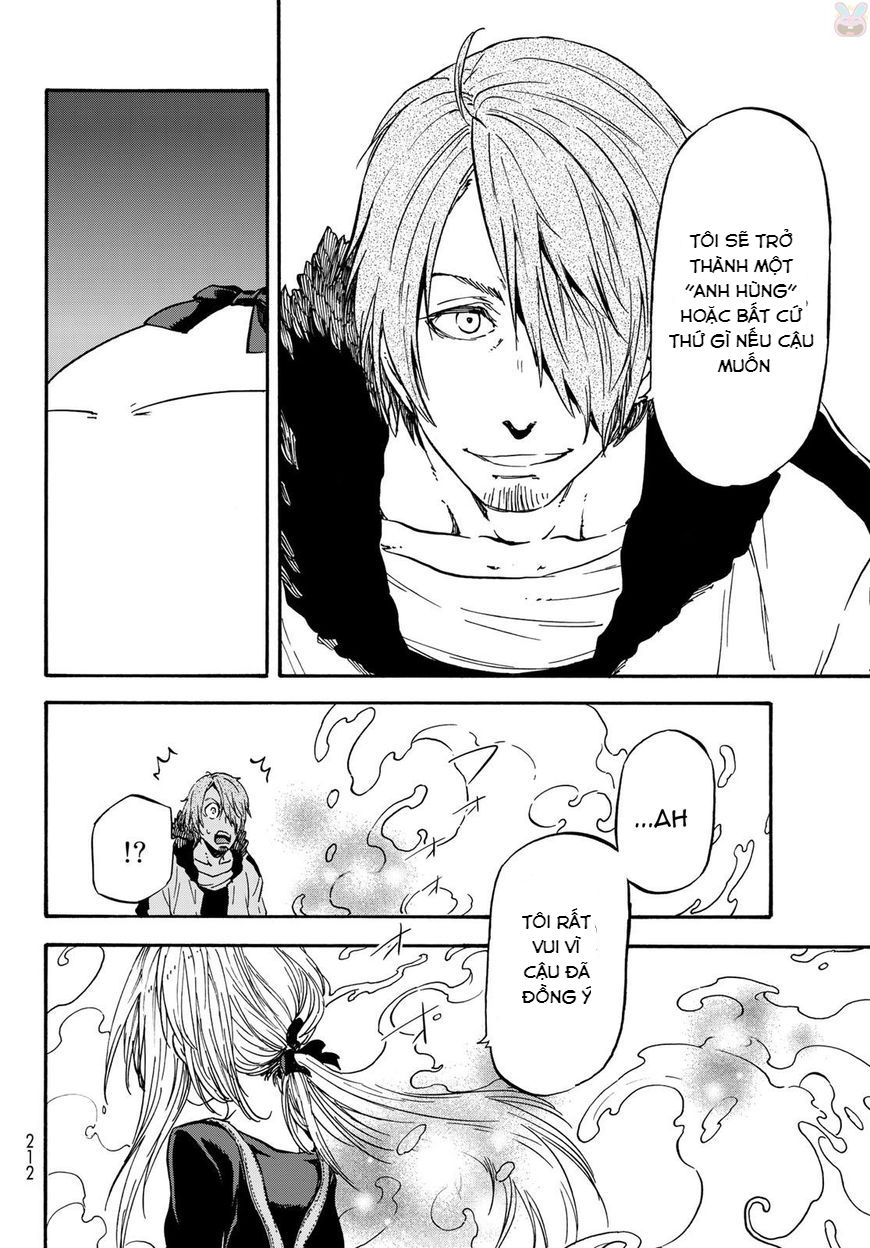 TÔI SẼ TRỞ
THÀNH MỘT
"ANH HÙNG"
HOẶC BẤT CỨ
THỨ GÌ NẾU CẬU
MUỐN
...AH
!?
TÔI RẤT
VUI VÌ
CẬU ĐÃ
ĐỒNG Ý
212